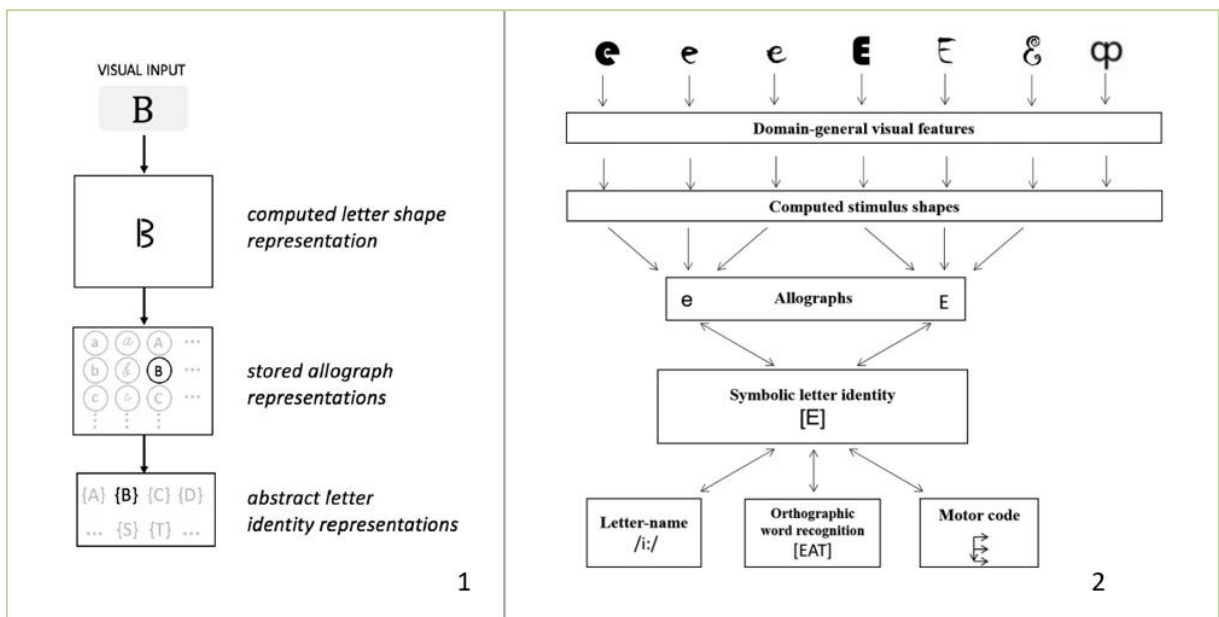 VISUAL INPUT
B
B
computed letter shape
representation
a a A ...
b b B ...
c c C ...
stored allograph
representations
{A} {B} {C} {D}
... {S} {T} ...
abstract letter
identity representations
1
e e e E E E
Domain-general visual features
Computed stimulus shapes
e Allographs E
Symbolic letter identity
[E]
Letter-name
/i:/
Orthographic
word recognition
[EAT]
Motor code
2